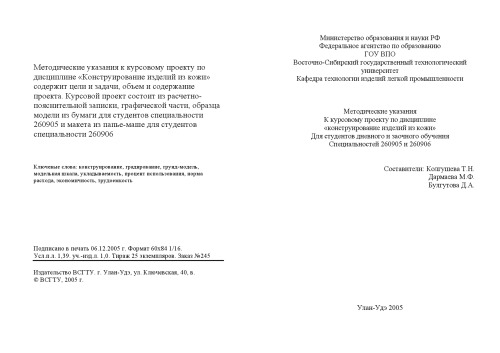 Методические указания к курсовому проекту по
дисциплине «Конструирование изделий из кожи»
содержит цели и задачи, объем и содержание
проекта. Курсовой проект состоит из расчетно-
пояснительной записки, графической части, образца
модели из бумаги для студентов специальности
260905 и макета из папье-маше для студентов
специальности 260906
Ключевые слова: конструирование, градирование, грунд-модель,
модельная шкала, укладываемость, процент использования, норма
расхода, экономичность, трудоемкость
Подписано в печать 06.12.2005 г. Формат 60х84 1/16.
Усл.п.л. 1,39. уч.-изд.л. 1,0. Тираж 25 экземпляров. Заказ №245
Издательство ВСГТУ. г. Улан-Удэ, ул. Ключевская, 40, в.
© ВСГТУ, 2005 г.
Министерство образования и науки РФ
Федеральное агентство по образованию
ГОУ ВПО
Восточно-Сибирский Государственный технологический
университет
Кафедра технологии изделий легкой промышленности
Методические указания
К курсовому проекту по дисциплине
«конструирование изделий из кожи»
Для студентов дневного и заочного обучения
Специальностей 260905 и 260906
Составители: Колгушева Т.Н.
Дармаева М.Ф.
Булгутова Д.А.
Улан-Удэ 2005